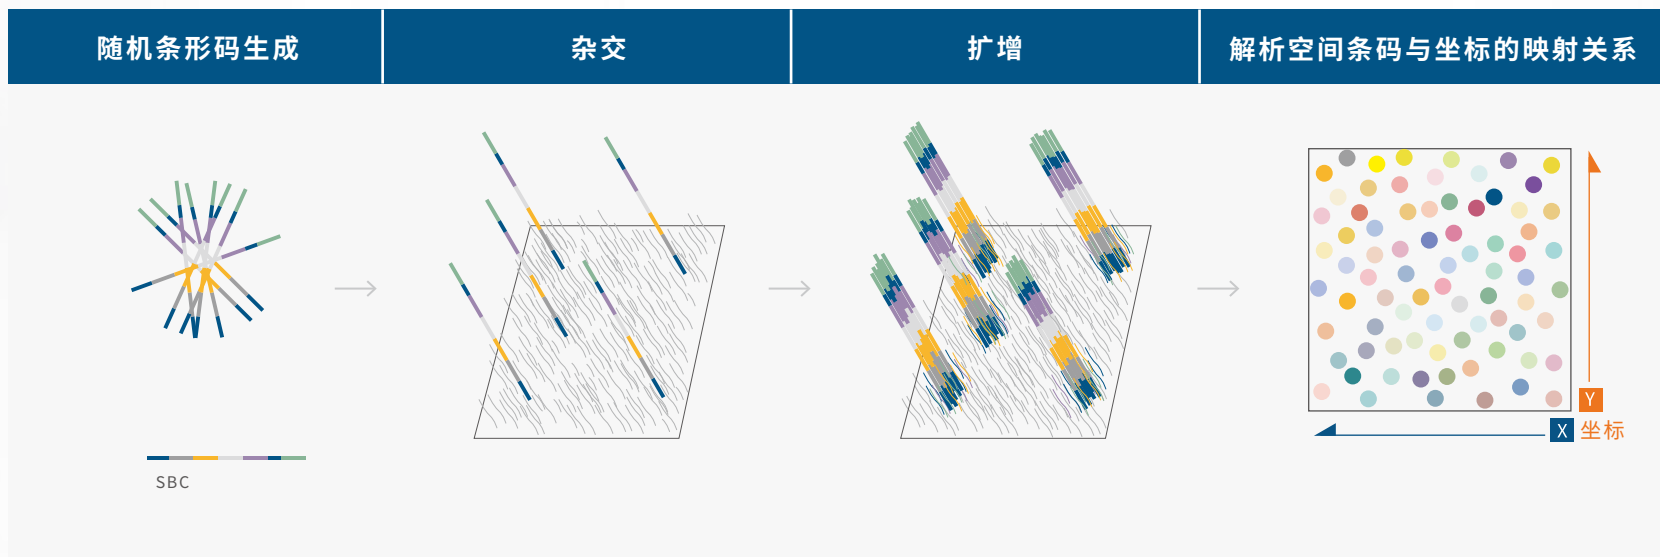 随机条形码生成
杂交
扩增
解析空间条码与坐标的映射关系
Y
X 坐标
SBC